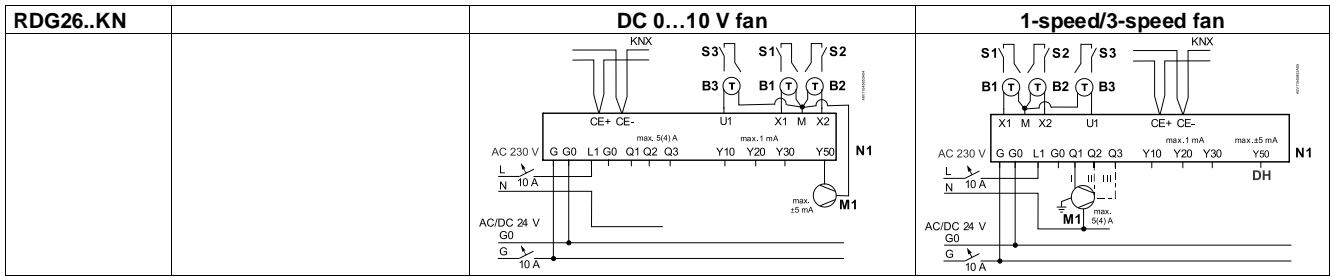 RDG26..KN DC 0…10 V fan 1-speed/3-speed fan
KNX
S3 S1 S2
B3 B1 B2
CE+ CE- U1 X1 M X2
max. 5(4) A max. 1 mA
G G0 L1 G0 Q1 Q2 Q3 Y10 Y20 Y30 Y50
N1
AC 230 V
L
10 A
N
max.
±5 mA
M1
AC/DC 24 V
G0
G
10 A
KNX
S1 S2 S3
B1 B2 B3
X1 M X2 U1 CE+ CE-
max. 1 mA max.±5 mA
G G0 L1 G0 Q1 Q2 Q3 Y10 Y20 Y30 Y50
N1
AC 230 V
DH
L
10 A
I II III
N
M1
max.
5(4) A
AC/DC 24 V
G0
G
10 A